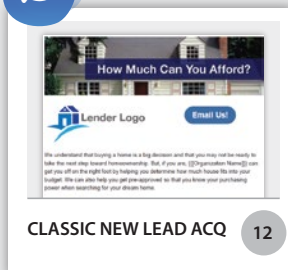 How Much Can You Afford?
Lender Logo
Email Us!
We understand that buying a home is a big decision and that you may not be ready to
take the next step toward homeownership. But, if you are, {{Organization Name}} can
get you off on the right foot by helping you determine how much house fits into your
budget. We can also help you get pre-approved so that you know your purchasing
power when searching for your dream home.
CLASSIC NEW LEAD ACQ
12